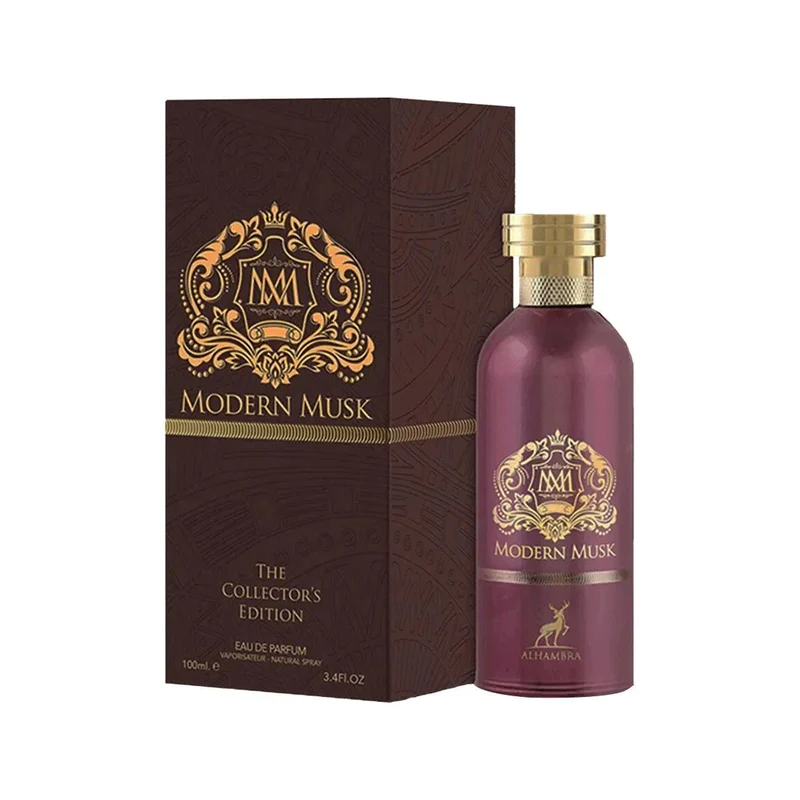 MM
MODERN MUSK
THE
COLLECTOR'S
EDITION
EAU DE PARFUM
VAPORISATEUR - NATURAL SPRAY
100ml. e
3.4Fl.OZ
MM
MODERN MUSK
ALHAMBRA